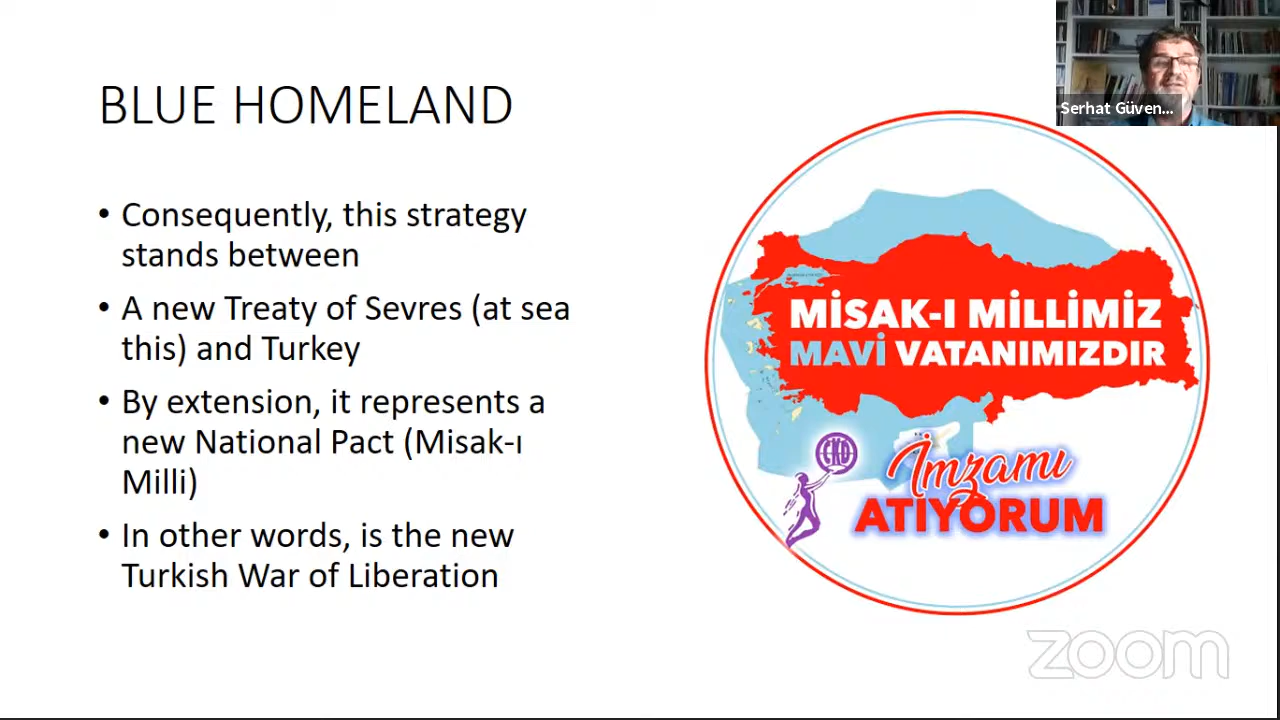 BLUE HOMELAND
Serhat Güven...
• Consequently, this strategy
stands between
• A new Treaty of Sevres (at sea
this) and Turkey
• By extension, it represents a
new National Pact (Misak-ı
Milli)
• In other words, is the new
Turkish War of Liberation
MİSAK-I MİLLİMİZ
MAVİ VATANIMIZDIR
CKD
İmzamı
ATIYORUM
zoom